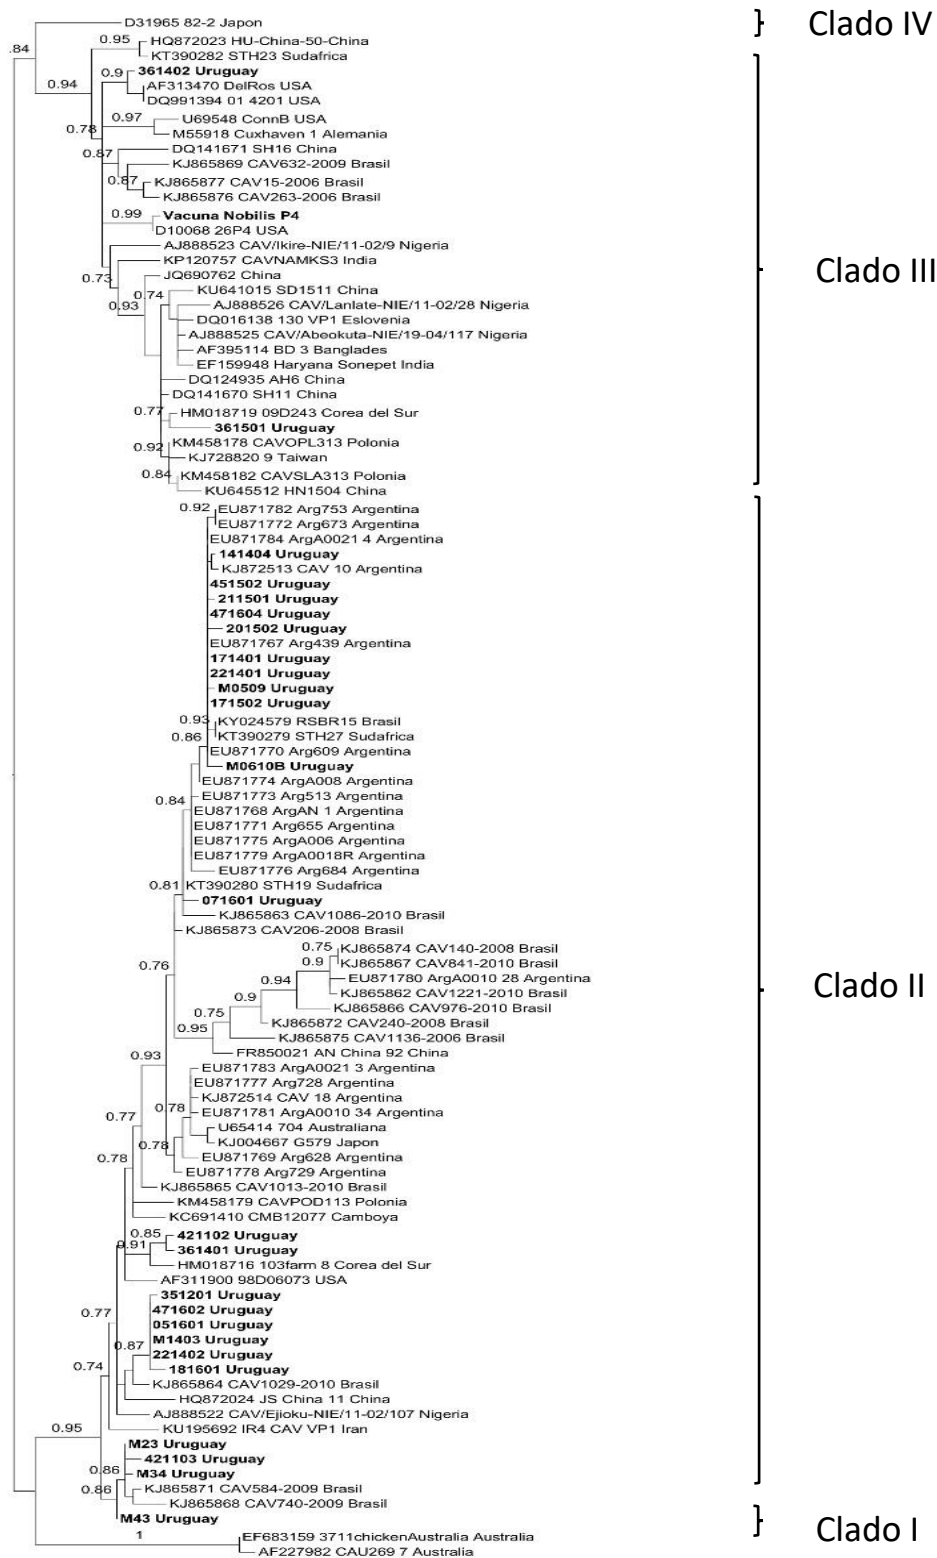 D31965 82-2 Japon
Clado IV
.84
0.95
HQ872023 HU-China-50-China
KT390282 STH23 Sudafrica
0.9
361402 Uruguay
0.94
AF313470 DelRos USA
DQ991394 01 4201 USA
0.97
U69548 ConnB USA
0.78
M55918 Cuxhaven 1 Alemania
0.87
DQ141671 SH16 China
KJ865869 CAV632-2009 Brasil
0.87
KJ865877 CAV15-2006 Brasil
KJ865876 CAV263-2006 Brasil
0.99
Vacuna Nobilis P4
D10068 26P4 USA
AJ888523 CAV/Ikire-NIE/11-02/9 Nigeria
KP120757 CAVNAMKS3 India
Clado III
0.73
JQ690762 China
0.74
KU641015 SD1511 China
0.93
AJ888526 CAV/Lanlate-NIE/11-02/28 Nigeria
DQ016138 130 VP1 Eslovenia
AJ888525 CAV/Abeokuta-NIE/19-04/117 Nigeria
AF395114 BD 3 Banglades
EF159948 Haryana Sonepet India
DQ124935 AH6 China
DQ141670 SH11 China
0.77
HM018719 09D243 Corea del Sur
361501 Uruguay
0.92
KM458178 CAVOPL313 Polonia
KJ728820 9 Taiwan
0.84
KM458182 CAVSLA313 Polonia
KU645512 HN1504 China
0.92
EU871782 Arg753 Argentina
EU871772 Arg673 Argentina
EU871784 ArgA0021 4 Argentina
141404 Uruguay
KJ872513 CAV 10 Argentina
451502 Uruguay
211501 Uruguay
471604 Uruguay
201502 Uruguay
EU871767 Arg439 Argentina
171401 Uruguay
221401 Uruguay
M0509 Uruguay
171502 Uruguay
0.93
KY024579 RSBR15 Brasil
0.86
KT390279 STH27 Sudafrica
EU871770 Arg609 Argentina
M0610B Uruguay
EU871774 ArgA008 Argentina
0.84
EU871773 Arg513 Argentina
EU871768 ArgAN 1 Argentina
EU871771 Arg655 Argentina
EU871775 ArgA006 Argentina
EU871779 ArgA0018R Argentina
EU871776 Arg684 Argentina
0.81
KT390280 STH19 Sudafrica
071601 Uruguay
KJ865863 CAV1086-2010 Brasil
KJ865873 CAV206-2008 Brasil
0.75
KJ865874 CAV140-2008 Brasil
0.9
KJ865867 CAV841-2010 Brasil
0.76
0.94
EU871780 ArgA0010 28 Argentina
Clado II
0.9
KJ865862 CAV1221-2010 Brasil
0.75
KJ865866 CAV976-2010 Brasil
0.95
KJ865872 CAV240-2008 Brasil
KJ865875 CAV1136-2006 Brasil
0.93
FR850021 AN China 92 China
EU871783 ArgA0021 3 Argentina
EU871777 Arg728 Argentina
KJ872514 CAV 18 Argentina
0.78
EU871781 ArgA0010 34 Argentina
0.77
U65414 704 Australiana
0.78
KJ004667 G579 Japon
0.78
EU871769 Arg628 Argentina
EU871778 Arg729 Argentina
KJ865865 CAV1013-2010 Brasil
KM458179 CAVPOD113 Polonia
KC691410 CMB12077 Camboya
0.85
421102 Uruguay
0.91
361401 Uruguay
HM018716 103farm 8 Corea del Sur
AF311900 98D06073 USA
351201 Uruguay
0.77
471602 Uruguay
051601 Uruguay
M1403 Uruguay
0.87
221402 Uruguay
0.74
181601 Uruguay
KJ865864 CAV1029-2010 Brasil
HQ872024 JS China 11 China
AJ888522 CAV/Ejioku-NIE/11-02/107 Nigeria
0.95
KU195692 IR4 CAV VP1 Iran
M23 Uruguay
421103 Uruguay
0.86
M34 Uruguay
0.86
KJ865871 CAV584-2009 Brasil
KJ865868 CAV740-2009 Brasil
M43 Uruguay
Clado I
1
EF683159 3711chickenAustralia Australia
AF227982 CAU269 7 Australia